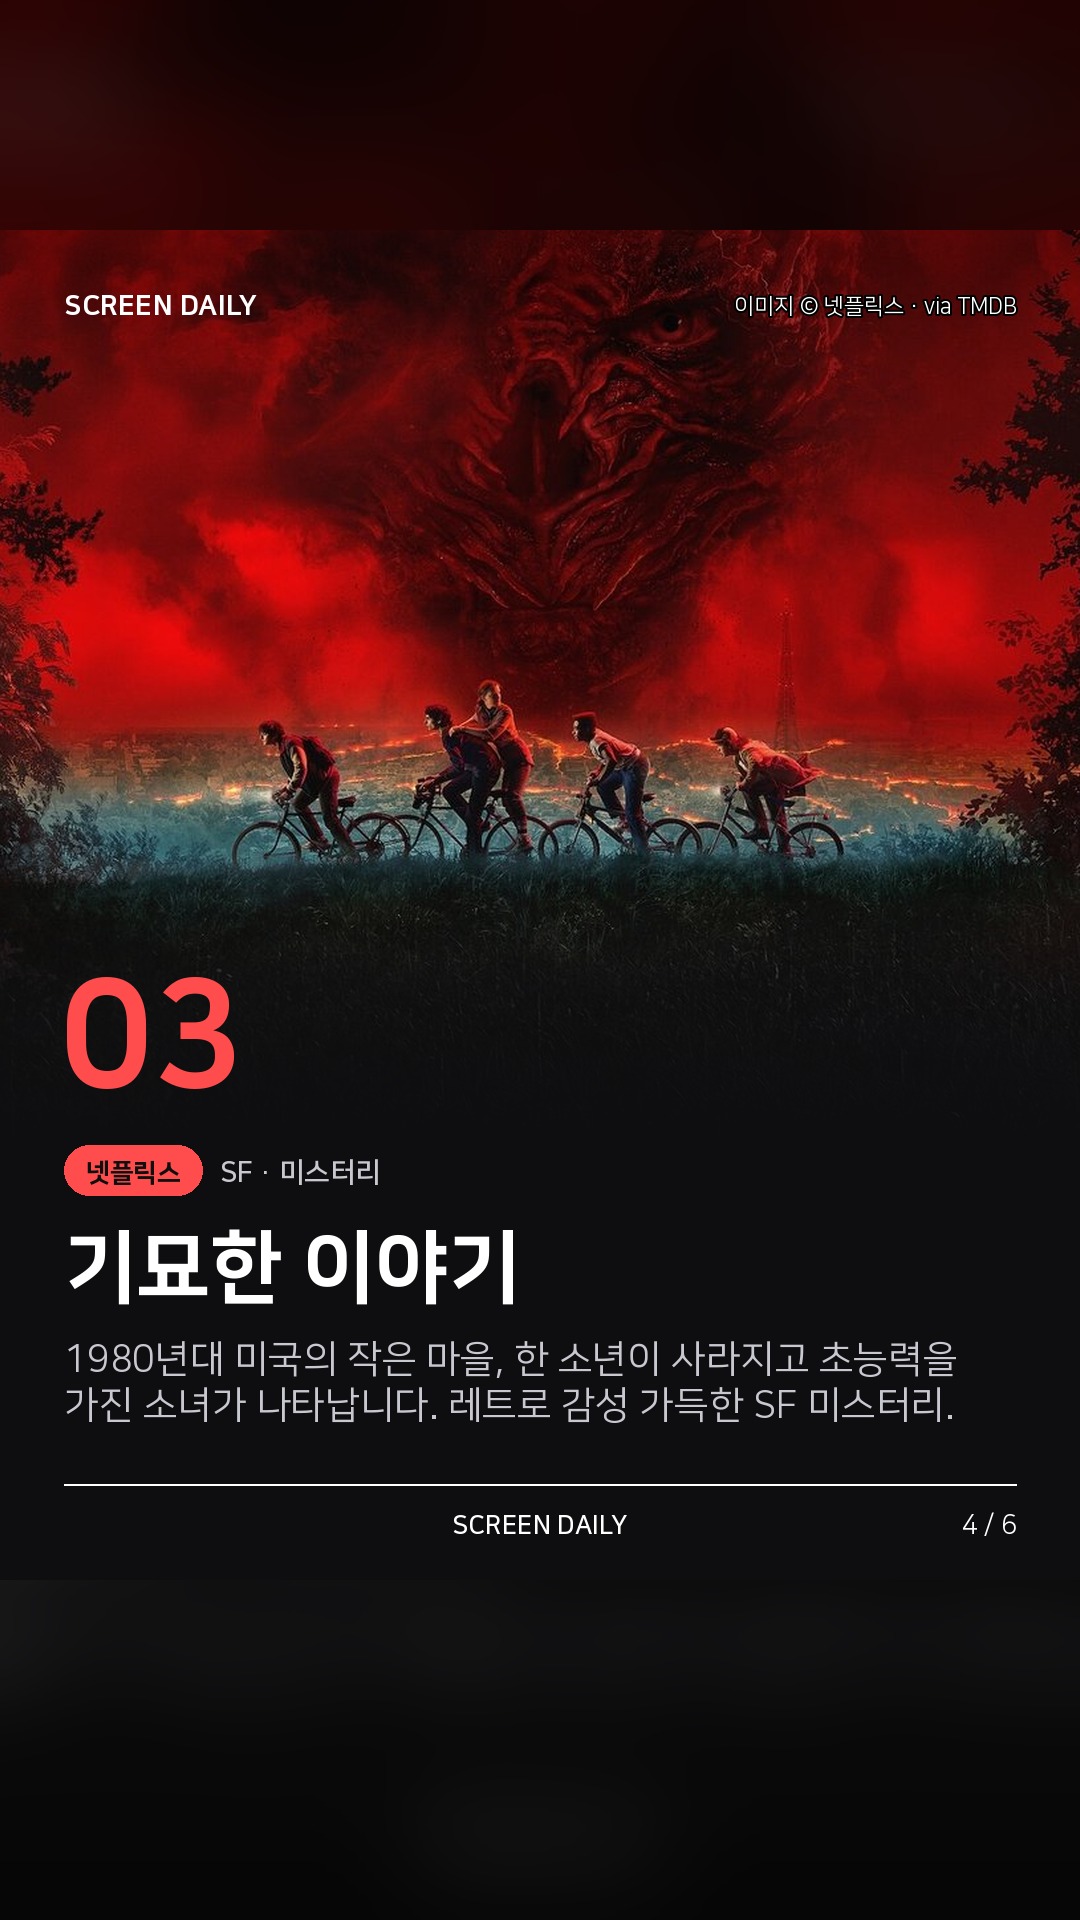 SCREEN DAILY
이미지 © 넷플릭스 · via TMDB
03
넷플릭스 SF · 미스터리
기묘한 이야기
1980년대 미국의 작은 마을, 한 소년이 사라지고 초능력을
가진 소녀가 나타납니다. 레트로 감성 가득한 SF 미스터리.
SCREEN DAILY
4 / 6